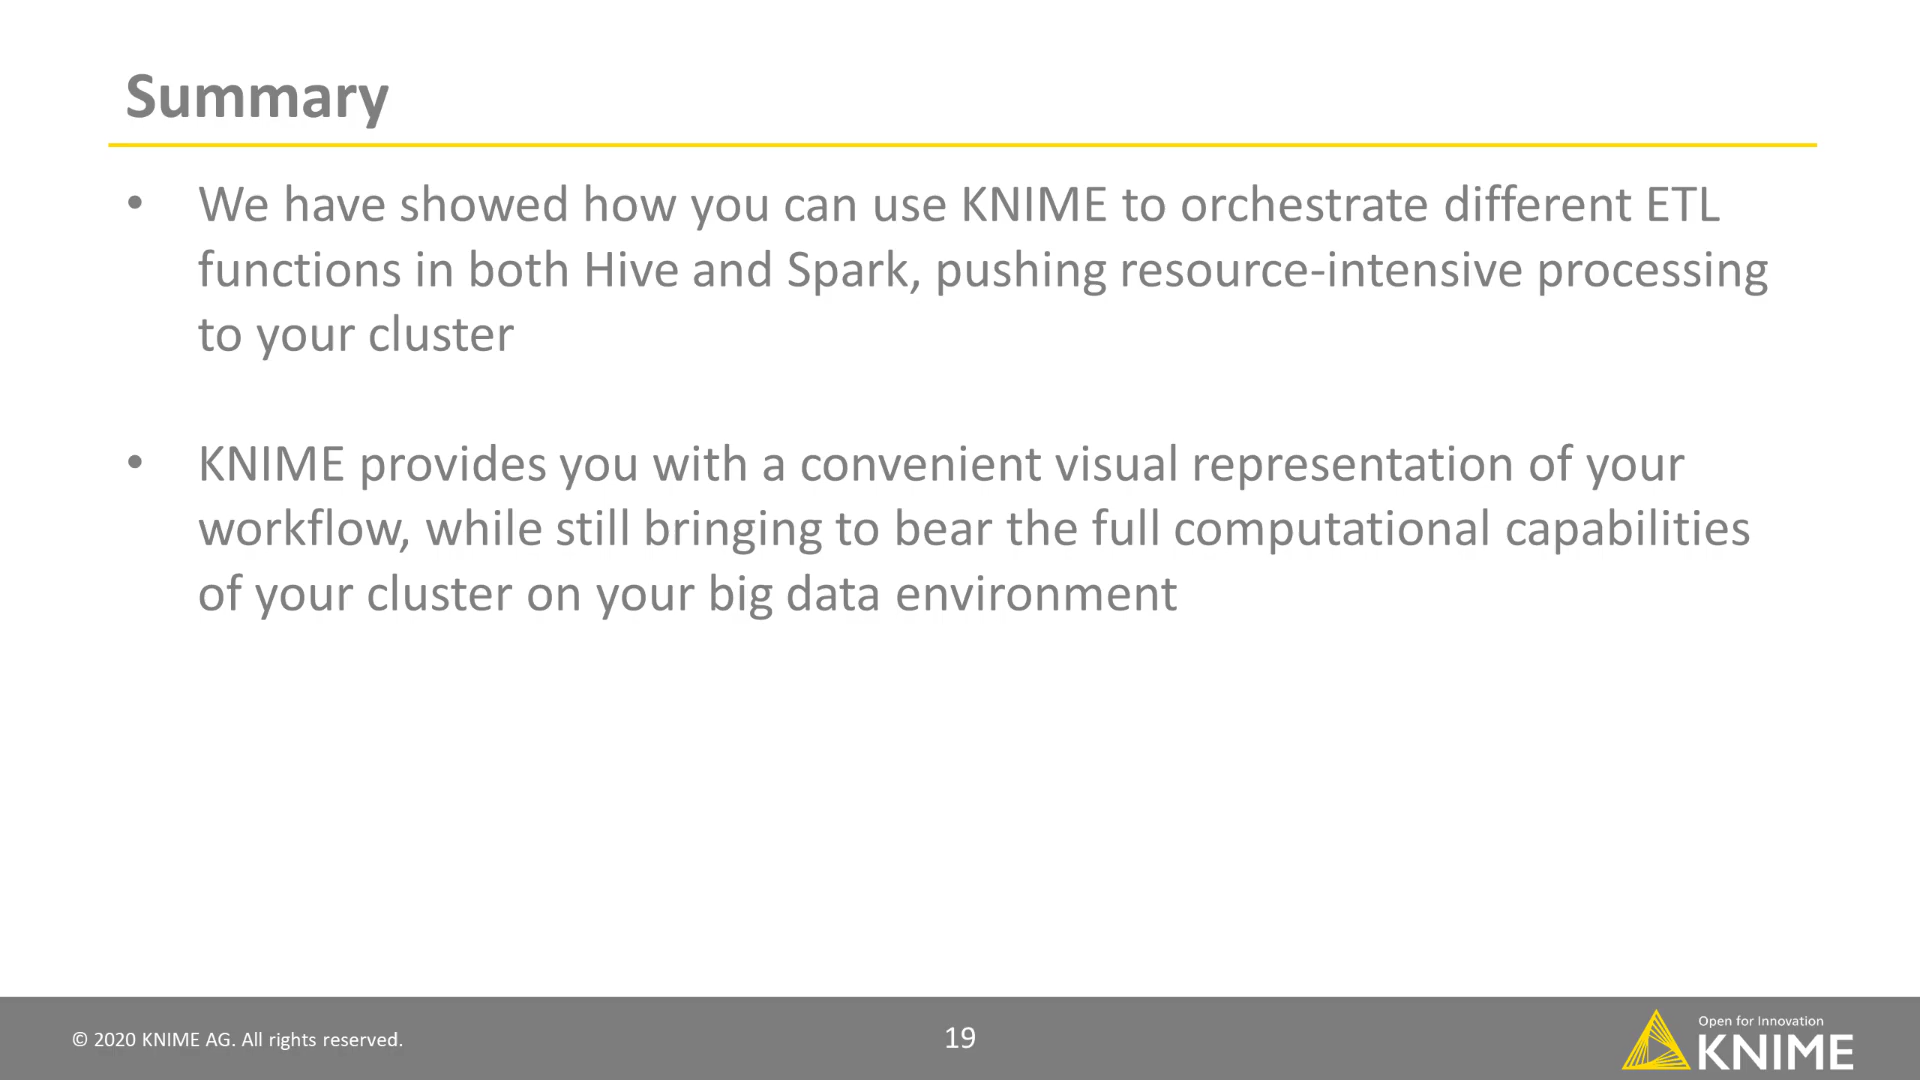 Summary
• We have showed how you can use KNIME to orchestrate different ETL
functions in both Hive and Spark, pushing resource-intensive processing
to your cluster
• KNIME provides you with a convenient visual representation of your
workflow, while still bringing to bear the full computational capabilities
of your cluster on your big data environment
© 2020 KNIME AG. All rights reserved.
19
Open for Innovation
KNIME